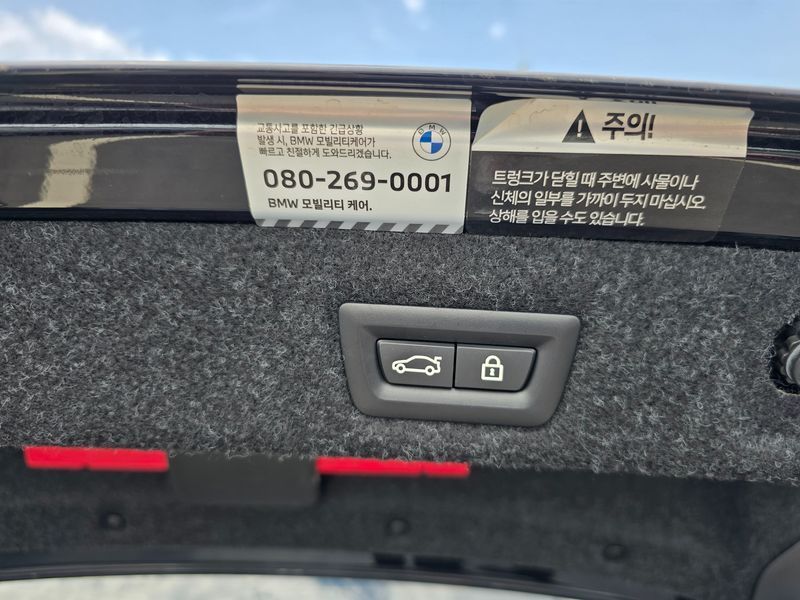 교통사고를 포함한 긴급상황
발생 시, BMW 모빌리티케어가
빠르고 친절하게 도와드리겠습니다.
080-269-0001
BMW 모빌리티 케어.
BMW
주의!
트렁크가 닫힐 때 주변에 사물이나
신체의 일부를 가까이 두지 마십시오.
상해를 입을 수도 있습니다.